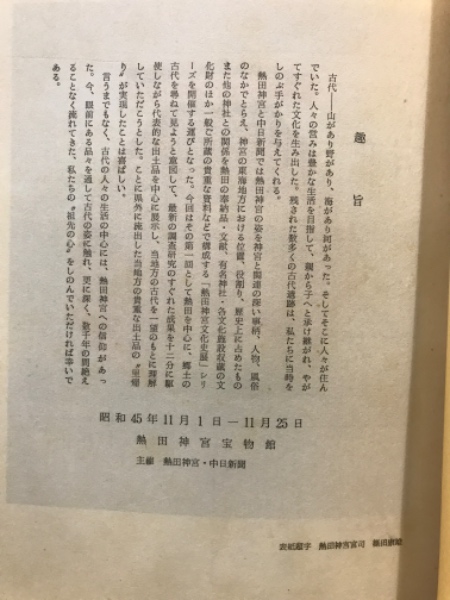 趣旨
古代――山があり野があり、海があり河があった。そしてそこに人々が住ん
でいた。人々の営みは豊かな生活を目指して、親から子へと承け継がれ、やが
てすぐれた文化を生み出した。残された数多くの古代遺跡は、私たちに当時を
しのぶ手がかりを与えてくれる。
熱田神宮と中日新聞では熱田神宮の姿を神宮と関連の深い事柄、人物、風俗
のなかでとらえ、神宮の東海地方における位置、役割り、歴史上に占めたもの
また他の神社との関係を熱田の奉納品・文献、有名神社・各文化施設収蔵の文
化財のほか一般で所蔵の貴重な資料などで構成する「熱田神宮文化史展」シリ
ーズを開催する運びとなった。今回はその第一回として熱田を中心に、郷土の
古代を尋ねて見ようと意図して、最新の調査研究のすぐれた成果を十二分に駆
使しながら代表的な出土品を中心に展示し、当地方の古代を一望のもとに理解
していただこうとした。ことに県外に流出した当地方の貴重な出土品の〝里帰
り〟が実現したことは喜ばしい。
言うまでもなく、古代の人々の生活の中心には、熱田神宮への信仰があっ
た。今、眼前にある品々を通して古代の姿に触れ、更に深く、数千年の間絶え
ることなく流れてきた、私たちの〝祖先の心〟をしのんでいただければ幸いで
ある。
昭和45年11月1日―11月25日
熱田神宮宝物館
主催 熱田神宮・中日新聞
表紙題字 熱田神宮宮司